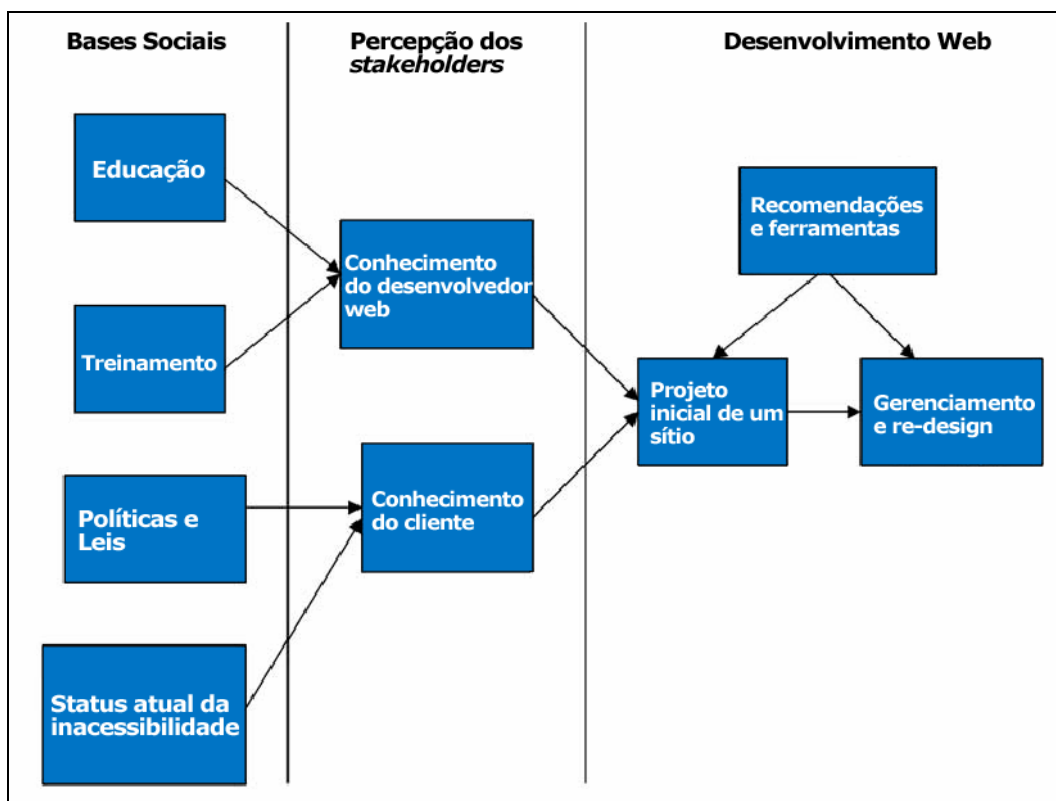 Bases Sociais
Percepção dos
stakeholders
Desenvolvimento Web
Educação
Treinamento
Políticas e
Leis
Status atual da
inacessibilidade
Conhecimento
do desenvolvedor
web
Conhecimento
do cliente
Recomendações
e ferramentas
Projeto
inicial de um
sítio
Gerenciamento
e re-design